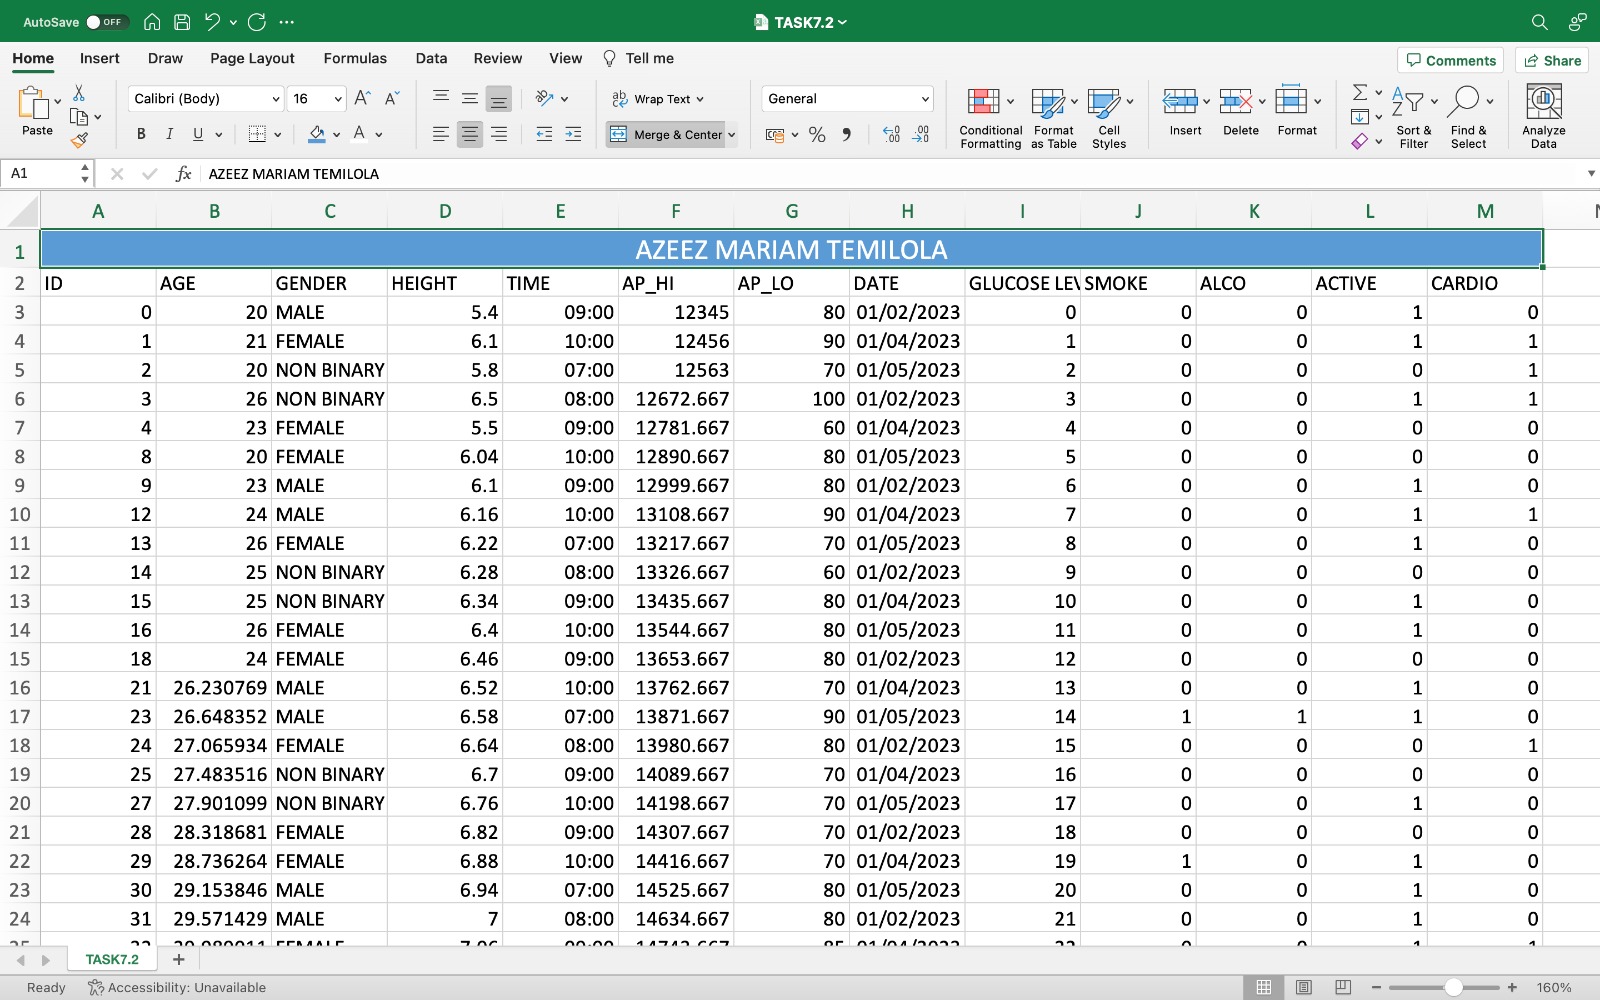 AutoSave OFF TASK7.2
Home Insert Draw Page Layout Formulas Data Review View Tell me Comments Share
Paste Calibri (Body) 16 A A Wrap Text General Conditional Formatting Format as Table Cell Styles Insert Delete Format Sort & Filter Find & Select Analyze Data
B I U A Merge & Center % 9 .00 .00
A1 fx AZEEZ MARIAM TEMILOLA
A B C D E F G H I J K L M
1 AZEEZ MARIAM TEMILOLA
2 ID AGE GENDER HEIGHT TIME AP_HI AP_LO DATE GLUCOSE LEV SMOKE ALCO ACTIVE CARDIO
3 0 20 MALE 5.4 09:00 12345 80 01/02/2023 0 0 0 1 0
4 1 21 FEMALE 6.1 10:00 12456 90 01/04/2023 1 0 0 1 1
5 2 20 NON BINARY 5.8 07:00 12563 70 01/05/2023 2 0 0 0 1
6 3 26 NON BINARY 6.5 08:00 12672.667 100 01/02/2023 3 0 0 1 1
7 4 23 FEMALE 5.5 09:00 12781.667 60 01/04/2023 4 0 0 0 0
8 8 20 FEMALE 6.04 10:00 12890.667 80 01/05/2023 5 0 0 0 0
9 9 23 MALE 6.1 09:00 12999.667 80 01/02/2023 6 0 0 1 0
10 12 24 MALE 6.16 10:00 13108.667 90 01/04/2023 7 0 0 1 1
11 13 26 FEMALE 6.22 07:00 13217.667 70 01/05/2023 8 0 0 1 0
12 14 25 NON BINARY 6.28 08:00 13326.667 60 01/02/2023 9 0 0 0 0
13 15 25 NON BINARY 6.34 09:00 13435.667 80 01/04/2023 10 0 0 1 0
14 16 26 FEMALE 6.4 10:00 13544.667 80 01/05/2023 11 0 0 1 0
15 18 24 FEMALE 6.46 09:00 13653.667 80 01/02/2023 12 0 0 0 0
16 21 26.230769 MALE 6.52 10:00 13762.667 70 01/04/2023 13 0 0 1 0
17 23 26.648352 MALE 6.58 07:00 13871.667 90 01/05/2023 14 1 1 1 0
18 24 27.065934 FEMALE 6.64 08:00 13980.667 80 01/02/2023 15 0 0 0 1
19 25 27.483516 NON BINARY 6.7 09:00 14089.667 70 01/04/2023 16 0 0 0 0
20 27 27.901099 NON BINARY 6.76 10:00 14198.667 70 01/05/2023 17 0 0 1 0
21 28 28.318681 FEMALE 6.82 09:00 14307.667 70 01/02/2023 18 0 0 0 0
22 29 28.736264 FEMALE 6.88 10:00 14416.667 70 01/04/2023 19 1 0 1 0
23 30 29.153846 MALE 6.94 07:00 14525.667 80 01/05/2023 20 0 0 1 0
24 31 29.571429 MALE 7 08:00 14634.667 80 01/02/2023 21 0 0 1 0
TASK7.2 +
Ready Accessibility: Unavailable 160%